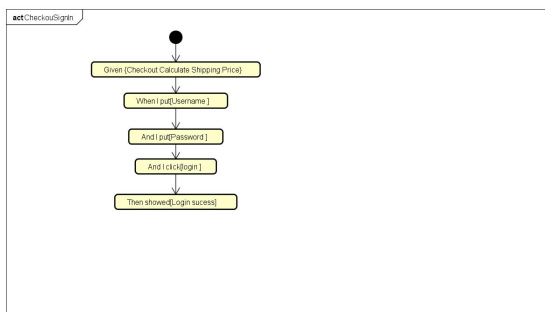 act CheckouSignIn
Given {Checkout Calculate Shipping Price}
When I put[Username ]
And I put[Password ]
And I click[login ]
Then showed[Login sucess]